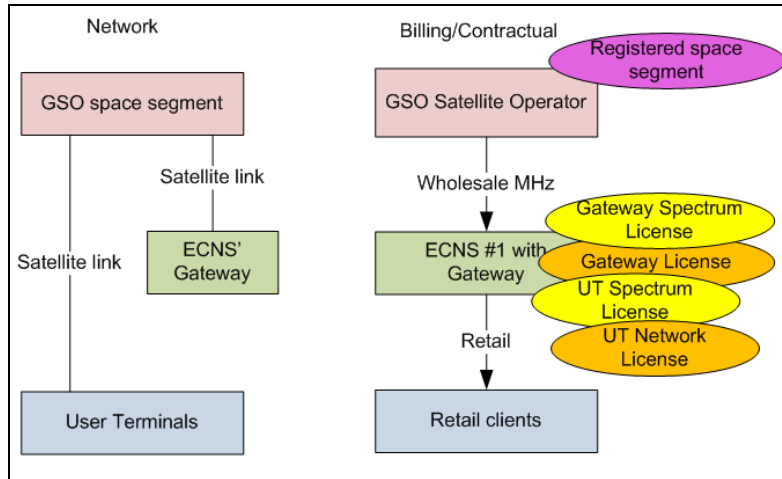 Network
GSO space segment
Satellite link
Satellite link
ECNS'
Gateway
User Terminals
Billing/Contractual
Registered space
segment
GSO Satellite Operator
Wholesale MHz
ECNS #1 with
Gateway
Gateway Spectrum
License
Gateway License
UT Spectrum
License
UT Network
License
Retail
Retail clients